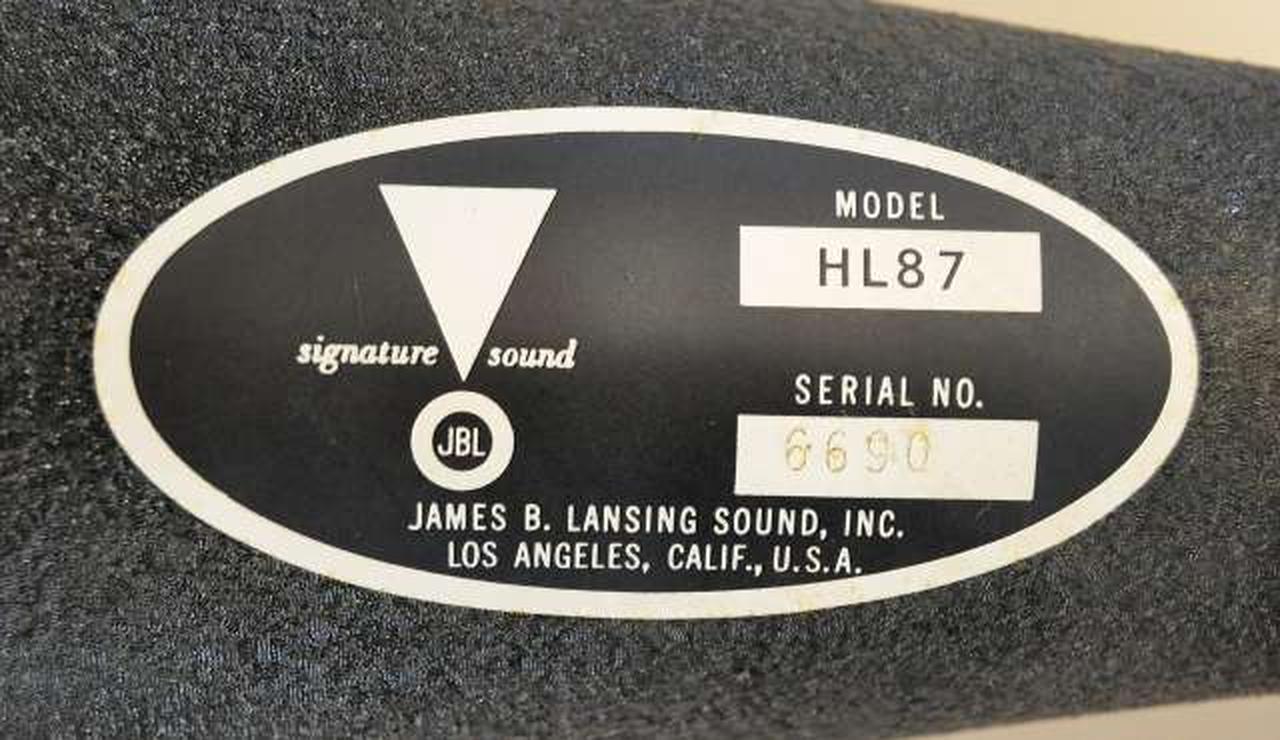 MODEL
HL87
signature sound
SERIAL NO.
6690
JBL
JAMES B. LANSING SOUND, INC.
LOS ANGELES, CALIF., U.S.A.